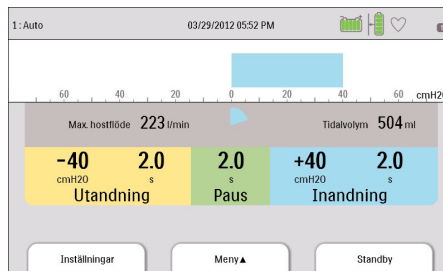 1: Auto 03/29/2012 05:52 PM
60 40 20 0 20 40 60 cmH2
Max. hostflöde 223 l/min Tidalvolym 504 ml
-40 2.0 2.0 +40 2.0
cmH2O s s cmH2O s
Utandning Paus Inandning
Inställningar Meny▲ Standby